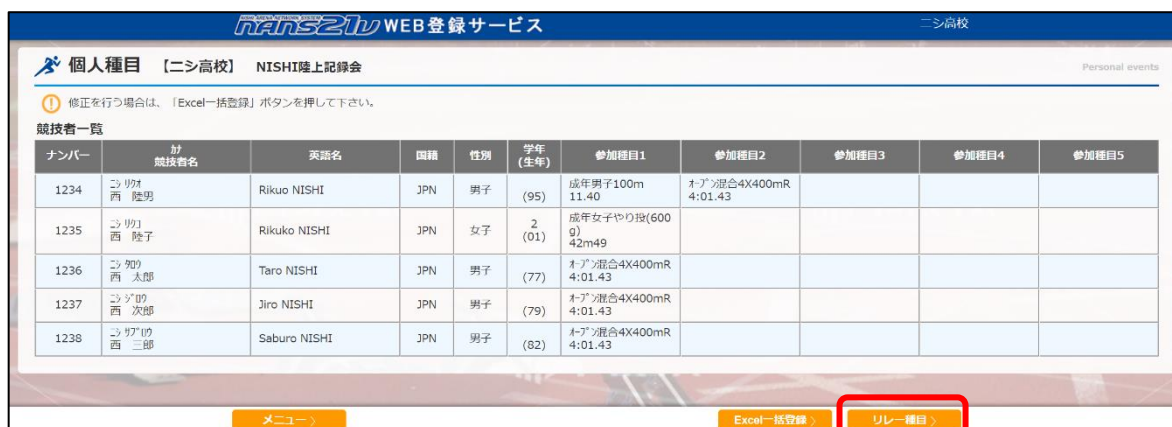 NISHI ARENA NETWORK SYSTEM
NANS21V WEB登録サービス ニシ高校
個人種目 【ニシ高校】 NISHI陸上記録会 Personal events
修正を行う場合は、「Excel一括登録」ボタンを押して下さい。
競技者一覧
ナンバー ｶﾅ 競技者名 英語名 国籍 性別 学年 (生年) 参加種目1 参加種目2 参加種目3 参加種目4 参加種目5
1234 ﾆｼ ﾘｸｵ 西 陸男 Rikuo NISHI JPN 男子 (95) 成年男子100m 11.40 ｵｰﾌﾟﾝ混合4X400mR 4:01.43
1235 ﾆｼ ﾘｸｺ 西 陸子 Rikuko NISHI JPN 女子 2 (01) 成年女子やり投(600g) 42m49
1236 ﾆｼ ﾀﾛｳ 西 太郎 Taro NISHI JPN 男子 (77) ｵｰﾌﾟﾝ混合4X400mR 4:01.43
1237 ﾆｼ ｼﾞﾛｳ 西 次郎 Jiro NISHI JPN 男子 (79) ｵｰﾌﾟﾝ混合4X400mR 4:01.43
1238 ﾆｼ ｻﾌﾞﾛｳ 西 三郎 Saburo NISHI JPN 男子 (82) ｵｰﾌﾟﾝ混合4X400mR 4:01.43
メニュー〉 Excel一括登録〉 リレー種目〉